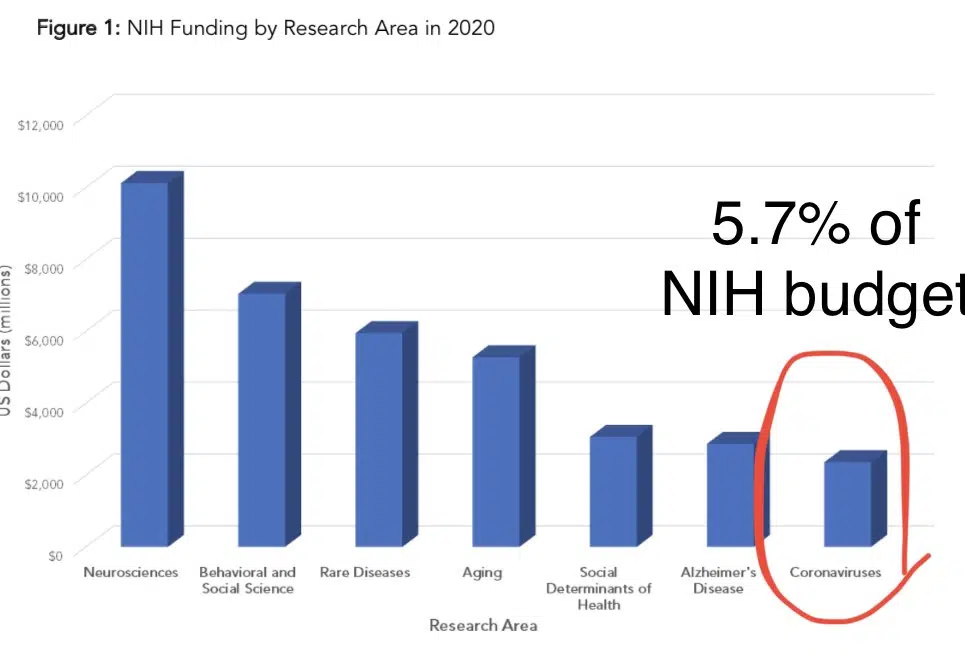 Figure 1: NIH Funding by Research Area in 2020
$12,000
$10,000
$8,000
$6,000
$4,000
$2,000
$0
US Dollars (millions)
5.7% of
NIH budget
Neurosciences
Behavioral and
Social Science
Rare Diseases
Aging
Social
Determinants of
Health
Alzheimer's
Disease
Coronaviruses
Research Area